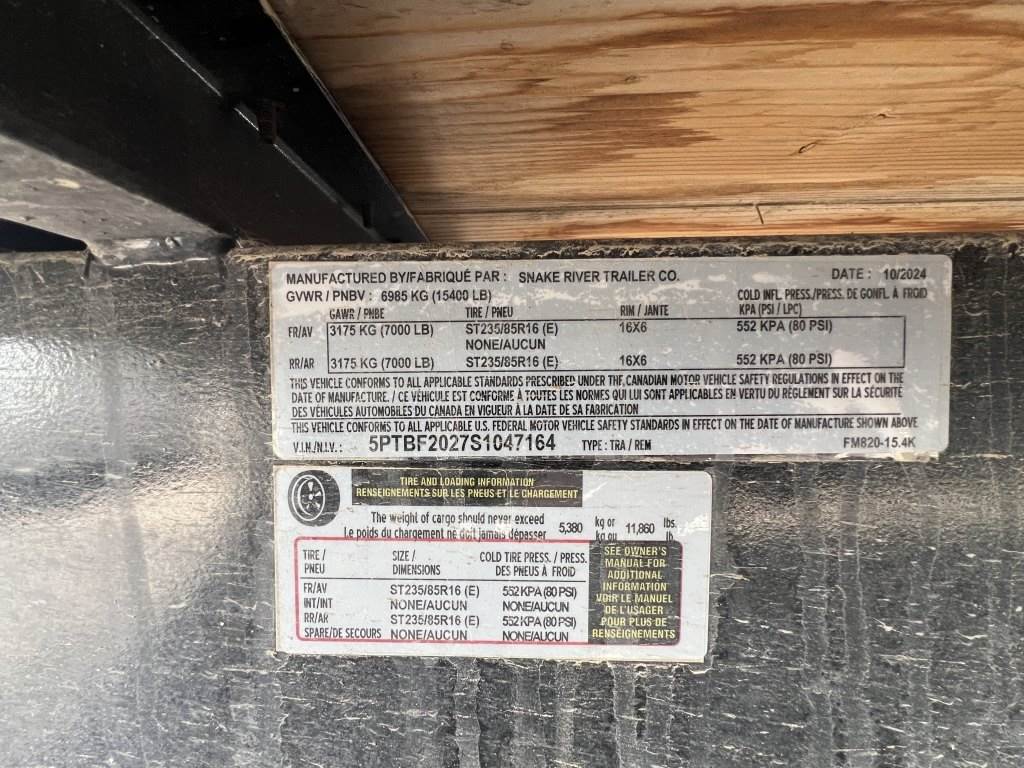 MANUFACTURED BY/FABRIQUÉ PAR : SNAKE RIVER TRAILER CO. DATE : 10/2024
GVWR / PNBV : 6985 KG (15400 LB) COLD INFL. PRESS./PRESS. DE GONFL. À FROID
GAWR / PNBE TIRE / PNEU RIM / JANTE KPA (PSI / LPC)
FR/AV 3175 KG (7000 LB) ST235/85R16 (E) 16X6 552 KPA (80 PSI)
NONE/AUCUN
RR/AR 3175 KG (7000 LB) ST235/85R16 (E) 16X6 552 KPA (80 PSI)
THIS VEHICLE CONFORMS TO ALL APPLICABLE STANDARDS PRESCRIBED UNDER THE CANADIAN MOTOR VEHICLE SAFETY REGULATIONS IN EFFECT ON THE
DATE OF MANUFACTURE. / CE VÉHICULE EST CONFORME À TOUTES LES NORMES QUI LUI SONT APPLICABLES EN VERTU DU RÈGLEMENT SUR LA SÉCURITÉ
DES VÉHICULES AUTOMOBILES DU CANADA EN VIGUEUR À LA DATE DE SA FABRICATION
THIS VEHICLE CONFORMS TO ALL APPLICABLE U.S. FEDERAL MOTOR VEHICLE SAFETY STANDARDS IN EFFECT ON THE DATE OF MANUFACTURE SHOWN ABOVE
V.I.N./N.I.V. : 5PTBF2027S1047164 TYPE : TRA / REM FM820-15.4K
TIRE AND LOADING INFORMATION
RENSEIGNEMENTS SUR LES PNEUS ET LE CHARGEMENT
The weight of cargo should never exceed 5,380 kg or 11,860 lbs.
Le poids du chargement ne doit jamais dépasser kg ou lb.
TIRE / SIZE / COLD TIRE PRESS. / PRESS.
PNEU DIMENSIONS DES PNEUS À FROID
FR/AV ST235/85R16 (E) 552 KPA (80 PSI)
INT/INT NONE/AUCUN NONE/AUCUN
RR/AR ST235/85R16 (E) 552 KPA (80 PSI)
SPARE/DE SECOURS NONE/AUCUN NONE/AUCUN
SEE OWNER'S
MANUAL FOR
ADDITIONAL
INFORMATION
VOIR LE MANUEL
DE L'USAGER
POUR PLUS DE
RENSEIGNEMENTS